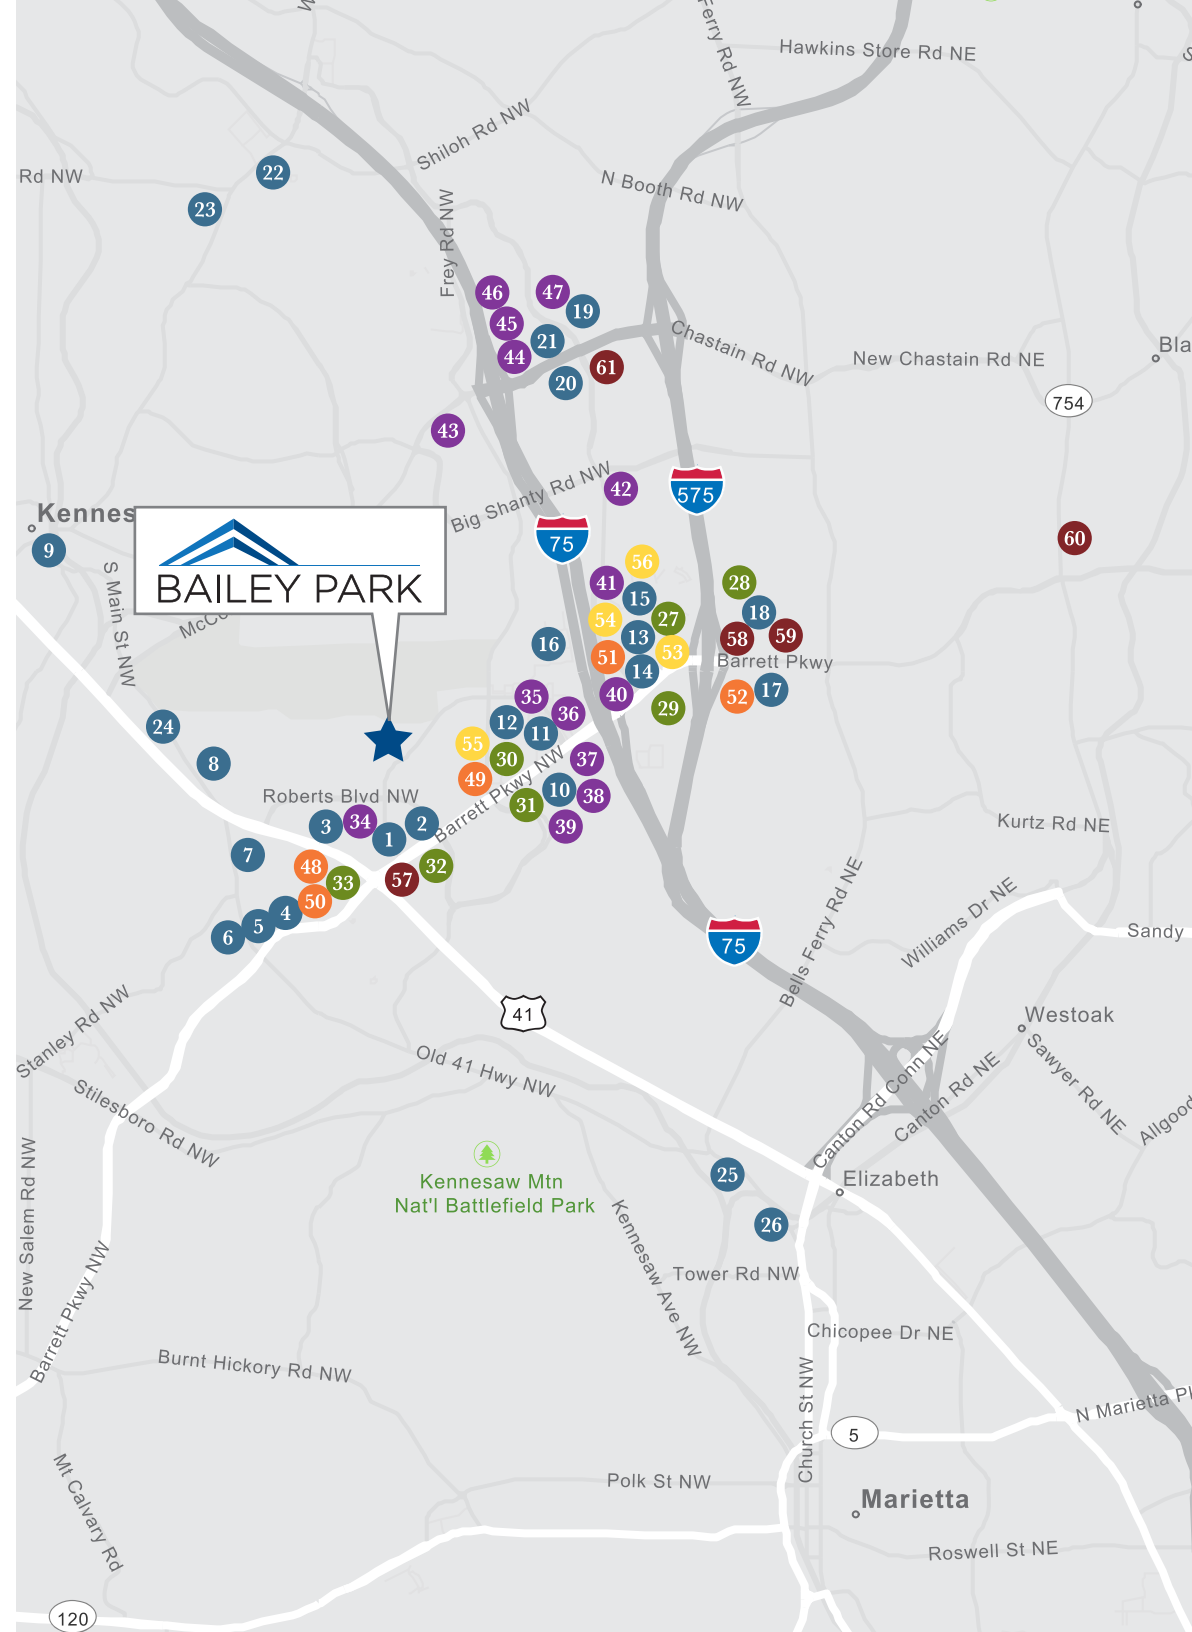 Hawkins Store Rd NE
Ferry Rd NW
Shiloh Rd NW
Rd NW
22
N Booth Rd NW
23
Frey Rd NW
46
47
19
45
21
44
Chastain Rd NW
New Chastain Rd NE
Bla
61
20
754
43
Big Shanty Rd NW
42
575
Kennes
75
60
9
BAILEY PARK
S Main St NW
McCo
56
41
15
28
54
27
18
13
58
59
16
51
53
Barrett Pkwy
14
35
40
52
17
36
29
12
24
11
55
30
37
8
49
10
38
31
Barrett Pkwy NW
Roberts Blvd NW
3
34
2
39
1
Kurtz Rd NE
7
48
32
33
57
50
4
5
6
Bells Ferry Rd NE
Williams Dr NE
Sandy
75
Stanley Rd NW
41
Westoak
Old 41 Hwy NW
Sawyer Rd NE
Canton Rd Conn NE
Canton Rd NE
Allgood
Stilesboro Rd NW
Kennesaw Mtn
Nat'l Battlefield Park
25
Elizabeth
26
New Salem Rd NW
Kennesaw Ave NW
Tower Rd NW
Barrett Pkwy NW
Chicopee Dr NE
Burnt Hickory Rd NW
Church St NW
N Marietta Pk
5
Mt Calvary Rd
Polk St NW
Marietta
Roswell St NE
120